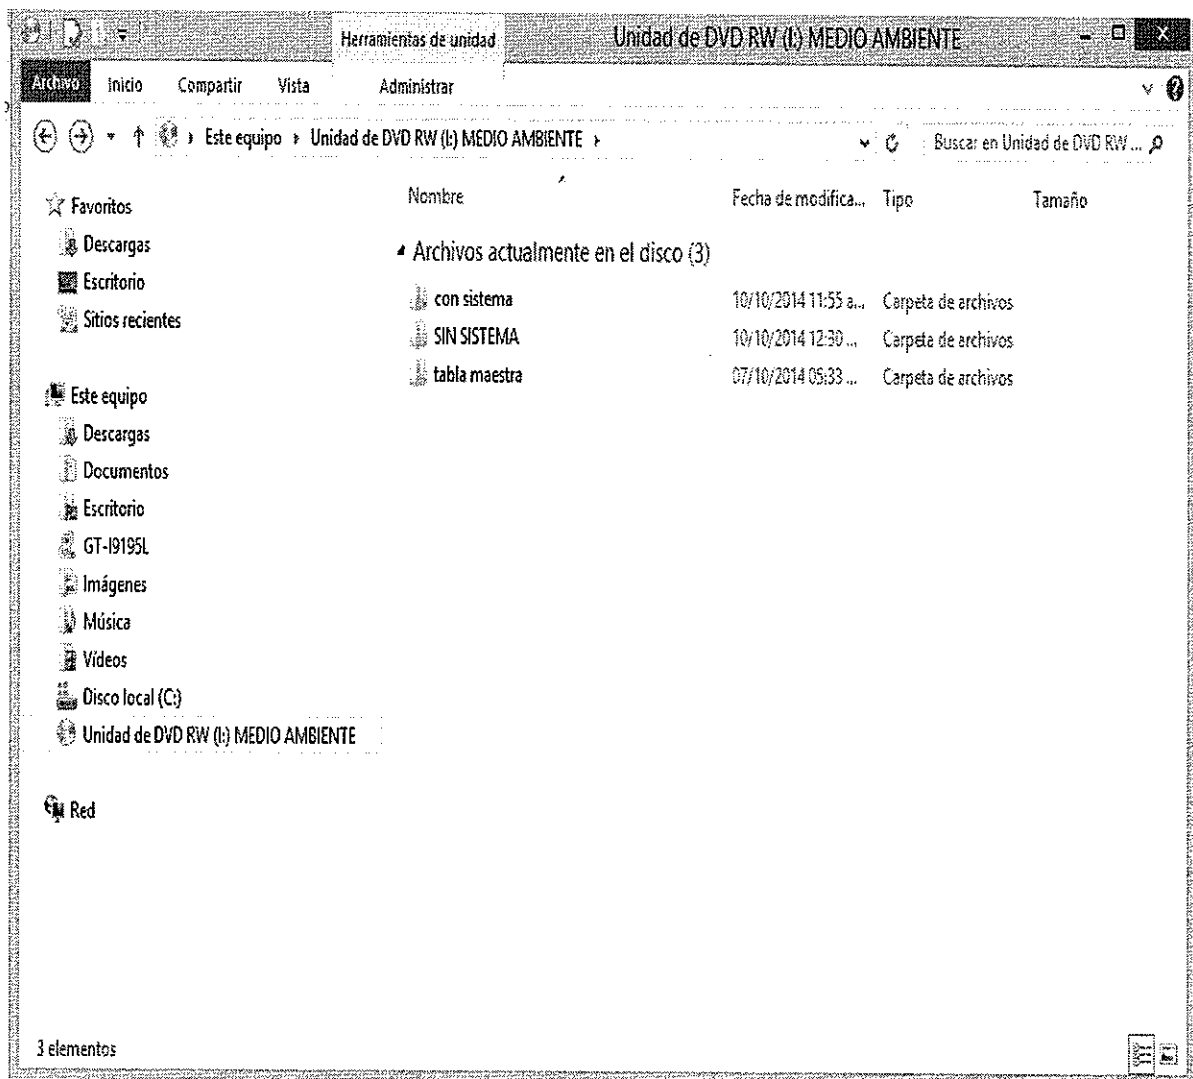 Herramientas de unidad Unidad de DVD RW (I:) MEDIO AMBIENTE
Archivo Inicio Compartir Vista Administrar
Este equipo Unidad de DVD RW (I:) MEDIO AMBIENTE Buscar en Unidad de DVD RW ...
Favoritos
Descargas
Escritorio
Sitios recientes
Este equipo
Descargas
Documentos
Escritorio
GT-I9195L
Imágenes
Música
Vídeos
Disco local (C:)
Unidad de DVD RW (I:) MEDIO AMBIENTE
Red
Nombre Fecha de modifica... Tipo Tamaño
Archivos actualmente en el disco (3)
con sistema 10/10/2014 11:55 a... Carpeta de archivos
SIN SISTEMA 10/10/2014 12:30 ... Carpeta de archivos
tabla maestra 07/10/2014 05:33 ... Carpeta de archivos
3 elementos